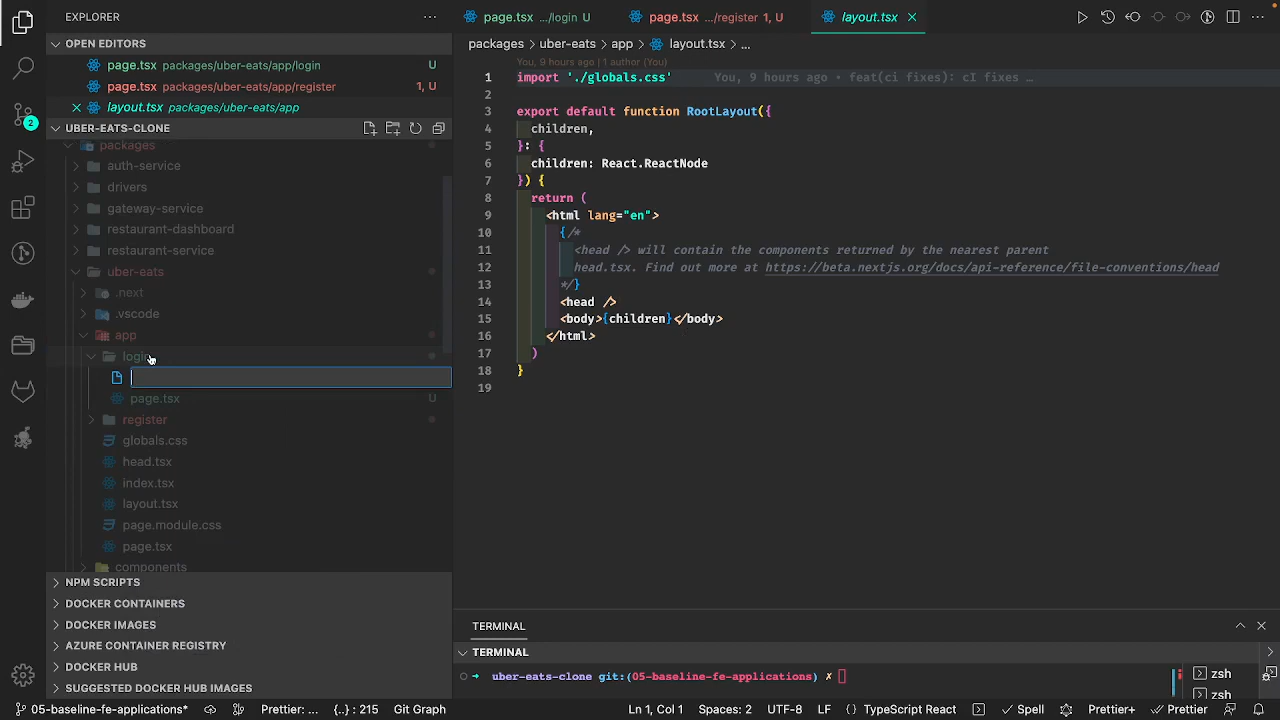 EXPLORER
OPEN EDITORS
page.tsx packages/uber-eats/app/login U
page.tsx packages/uber-eats/app/register 1, U
layout.tsx packages/uber-eats/app
UBER-EATS-CLONE
2
packages
auth-service
drivers
gateway-service
restaurant-dashboard
restaurant-service
uber-eats
.next
.vscode
app
login
page.tsx U
register
globals.css
head.tsx
index.tsx
layout.tsx
page.module.css
page.tsx
components
NPM SCRIPTS
DOCKER CONTAINERS
DOCKER IMAGES
AZURE CONTAINER REGISTRY
DOCKER HUB
SUGGESTED DOCKER HUB IMAGES
page.tsx .../login U page.tsx .../register 1, U layout.tsx
packages > uber-eats > app > layout.tsx > ...
You, 9 hours ago | 1 author (You)
1 import './globals.css' You, 9 hours ago • feat(ci fixes): cI fixes …
2
3 export default function RootLayout({
4 children,
5 }: {
6 children: React.ReactNode
7 }) {
8 return (
9 <html lang="en">
10 {/*
11 <head /> will contain the components returned by the nearest parent
12 head.tsx. Find out more at https://beta.nextjs.org/docs/api-reference/file-conventions/head
13 */}
14 <head />
15 <body>{children}</body>
16 </html>
17 )
18 }
19
TERMINAL
TERMINAL
uber-eats-clone git:(05-baseline-fe-applications) ✗
zsh
zsh
05-baseline-fe-applications* Prettier: ... {..} : 215 Git Graph Ln 1, Col 1 Spaces: 2 UTF-8 LF TypeScript React Spell Prettier+ Prettier